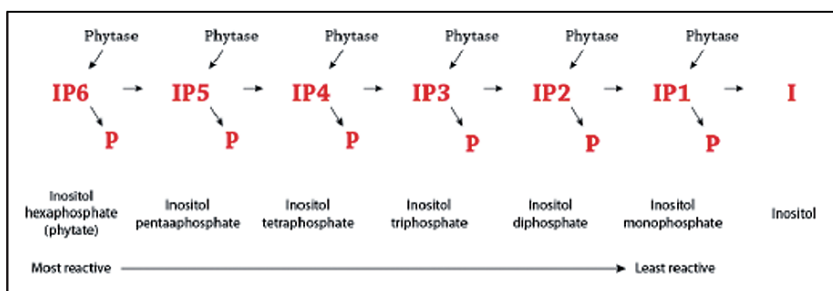 Phytase Phytase Phytase Phytase Phytase Phytase
IP6 IP5 IP4 IP3 IP2 IP1 I
P P P P P P
Inositol
hexaphosphate
(phytate)
Inositol
pentaaphosphate
Inositol
tetraphosphate
Inositol
triphosphate
Inositol
diphosphate
Inositol
monophosphate
Inositol
Most reactive Least reactive